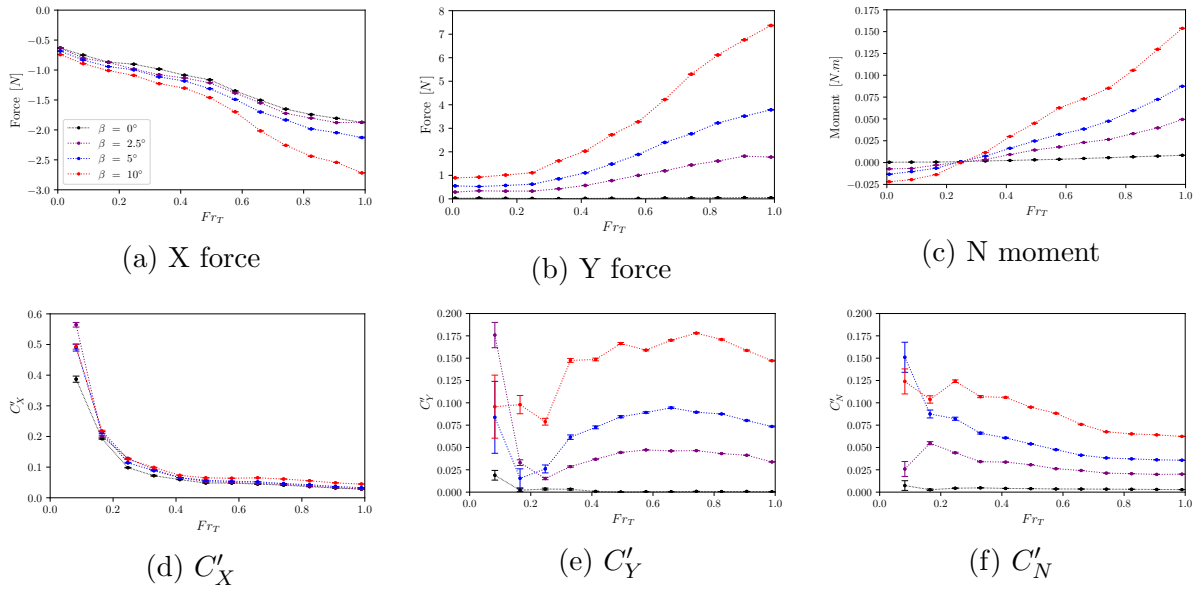 0.0
−0.5
−1.0
−1.5
−2.0
−2.5
−3.0
0.0 0.2 0.4 0.6 0.8 1.0
Force [N]
Fr_T
β = 0°
β = 2.5°
β = 5°
β = 10°
(a) X force
8
7
6
5
4
3
2
1
0
0.0 0.2 0.4 0.6 0.8 1.0
Force [N]
Fr_T
(b) Y force
0.175
0.150
0.125
0.100
0.075
0.050
0.025
0.000
−0.025
0.0 0.2 0.4 0.6 0.8 1.0
Moment [N.m]
Fr_T
(c) N moment
0.6
0.5
0.4
0.3
0.2
0.1
0.0
0.0 0.2 0.4 0.6 0.8 1.0
C'_X
Fr_T
(d) C'_X
0.200
0.175
0.150
0.125
0.100
0.075
0.050
0.025
0.000
0.0 0.2 0.4 0.6 0.8 1.0
C'_Y
Fr_T
(e) C'_Y
0.200
0.175
0.150
0.125
0.100
0.075
0.050
0.025
0.000
0.0 0.2 0.4 0.6 0.8 1.0
C'_N
Fr_T
(f) C'_N